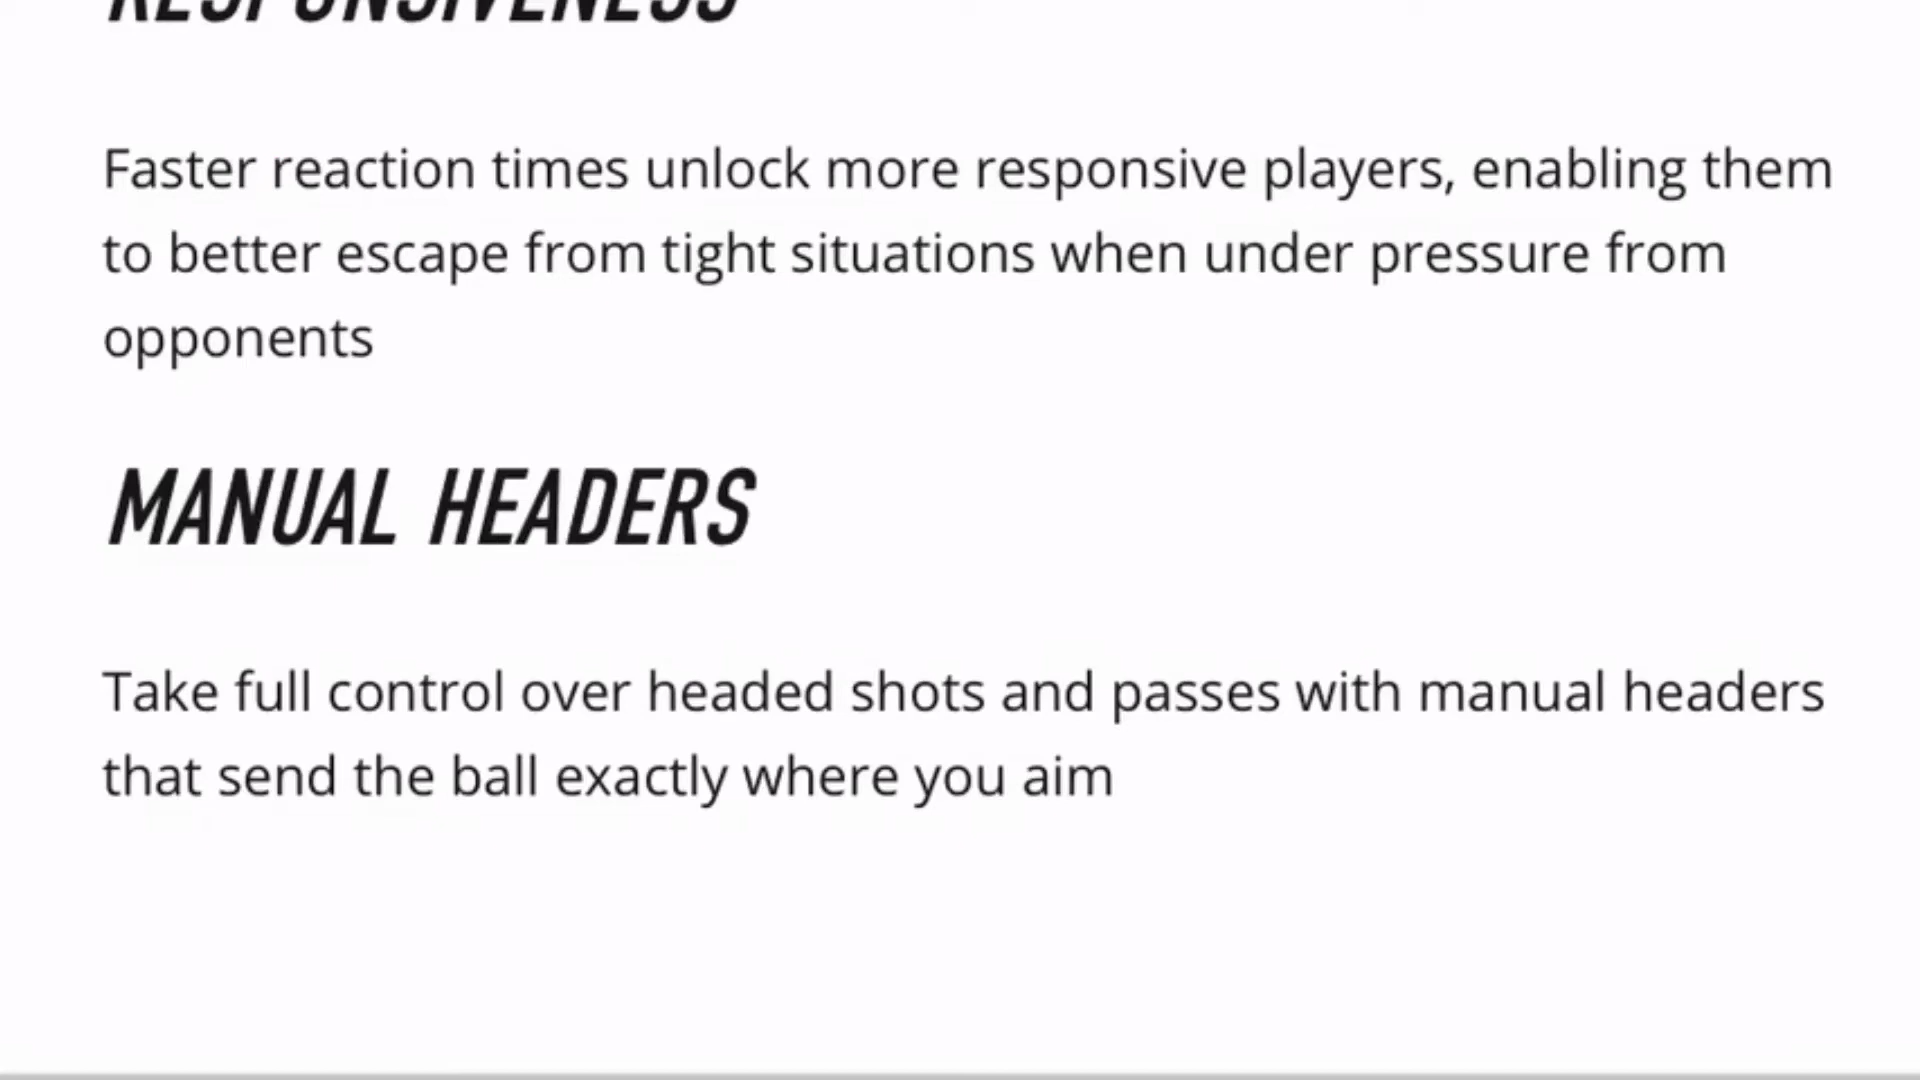 RESPONSIVENESS
Faster reaction times unlock more responsive players, enabling them
to better escape from tight situations when under pressure from
opponents
MANUAL HEADERS
Take full control over headed shots and passes with manual headers
that send the ball exactly where you aim